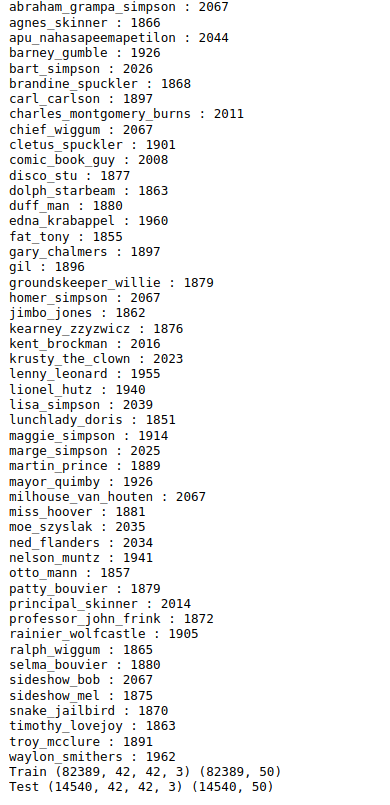 abraham_grampa_simpson : 2067
agnes_skinner : 1866
apu_nahasapeemapetilon : 2044
barney_gumble : 1926
bart_simpson : 2026
brandine_spuckler : 1868
carl_carlson : 1897
charles_montgomery_burns : 2011
chief_wiggum : 2067
cletus_spuckler : 1901
comic_book_guy : 2008
disco_stu : 1877
dolph_starbeam : 1863
duff_man : 1880
edna_krabappel : 1960
fat_tony : 1855
gary_chalmers : 1897
gil : 1896
groundskeeper_willie : 1879
homer_simpson : 2067
jimbo_jones : 1862
kearney_zzyzwicz : 1876
kent_brockman : 2016
krusty_the_clown : 2023
lenny_leonard : 1955
lionel_hutz : 1940
lisa_simpson : 2039
lunchlady_doris : 1851
maggie_simpson : 1914
marge_simpson : 2025
martin_prince : 1889
mayor_quimby : 1926
milhouse_van_houten : 2067
miss_hoover : 1881
moe_szyslak : 2035
ned_flanders : 2034
nelson_muntz : 1941
otto_mann : 1857
patty_bouvier : 1879
principal_skinner : 2014
professor_john_frink : 1872
rainier_wolfcastle : 1905
ralph_wiggum : 1865
selma_bouvier : 1880
sideshow_bob : 2067
sideshow_mel : 1875
snake_jailbird : 1870
timothy_lovejoy : 1863
troy_mcclure : 1891
waylon_smithers : 1962
Train (82389, 42, 42, 3) (82389, 50)
Test (14540, 42, 42, 3) (14540, 50)